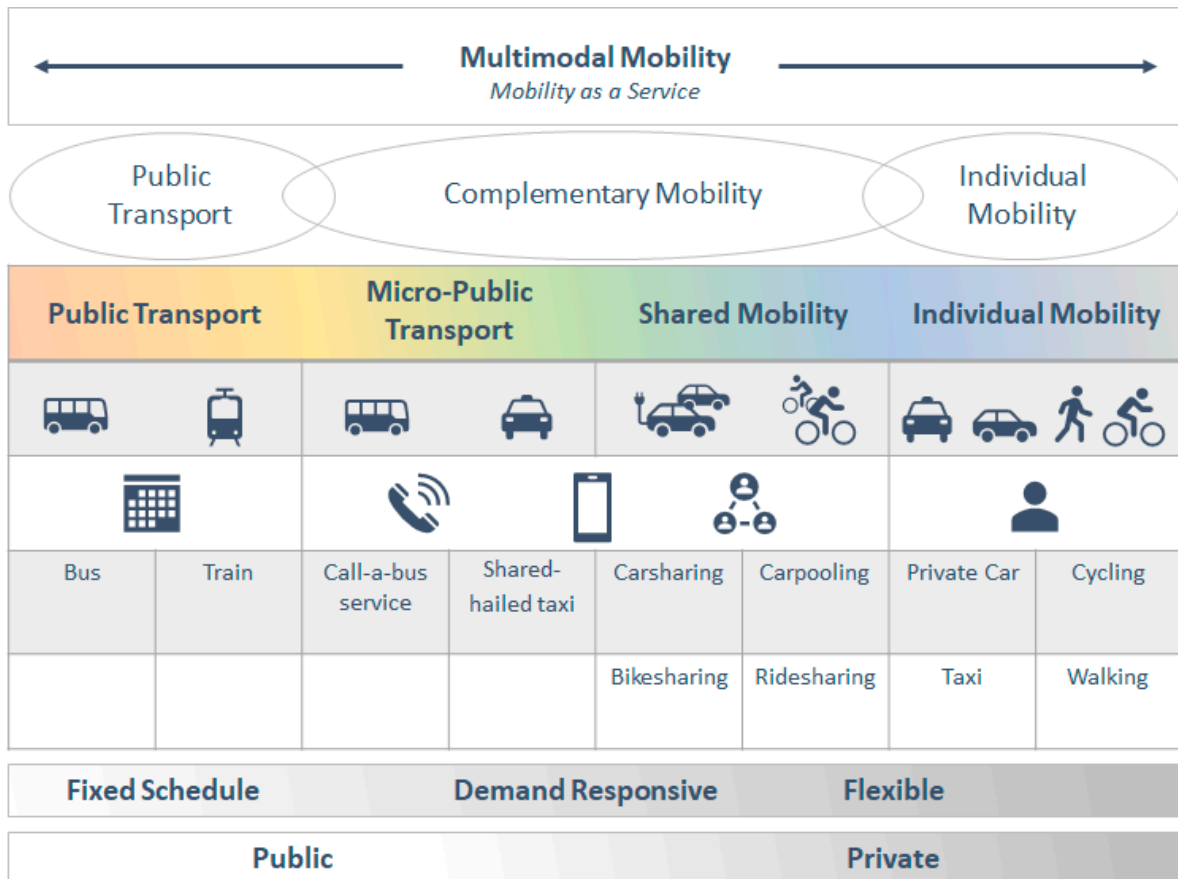 Multimodal Mobility
Mobility as a Service
Public
Transport
Complementary Mobility
Individual
Mobility
Public Transport
Micro-Public
Transport
Shared Mobility
Individual Mobility
Bus
Train
Call-a-bus
service
Shared-
hailed taxi
Carsharing
Carpooling
Private Car
Cycling
Bikesharing
Ridesharing
Taxi
Walking
Fixed Schedule
Demand Responsive
Flexible
Public
Private